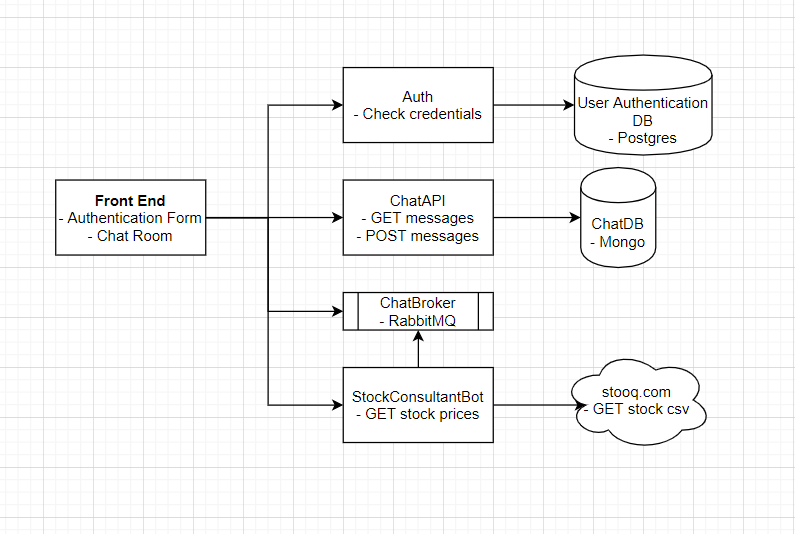 Auth
- Check credentials
User Authentication
DB
- Postgres
Front End
- Authentication Form
- Chat Room
ChatAPI
- GET messages
- POST messages
ChatDB
- Mongo
ChatBroker
- RabbitMQ
StockConsultantBot
- GET stock prices
stooq.com
- GET stock csv